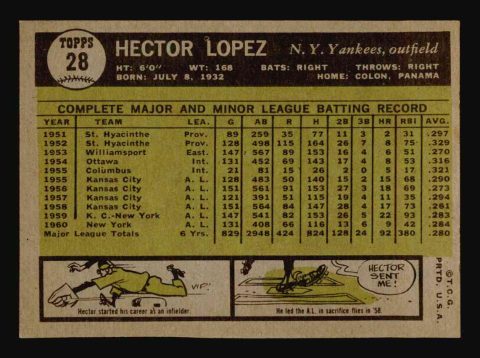 TOPPS
28
HECTOR LOPEZ N. Y. Yankees, outfield
HT: 6'0" WT: 168 BATS: RIGHT THROWS: RIGHT
BORN: JULY 8, 1932 HOME: COLON, PANAMA
COMPLETE MAJOR AND MINOR LEAGUE BATTING RECORD
YEAR TEAM LEA. G AB R H 2B 3B HR RBI AVG.
1951 St. Hyacinthe Prov. 89 259 35 77 11 3 2 31 .297
1952 St. Hyacinthe Prov. 128 498 115 164 26 7 8 75 .329
1953 Williamsport East. 147 567 89 153 16 4 6 51 .270
1954 Ottawa Int. 131 452 69 143 17 4 8 53 .316
1955 Columbus Int. 21 81 15 26 2 0 5 17 .321
1955 Kansas City A. L. 128 483 50 140 15 2 15 68 .290
1956 Kansas City A. L. 151 561 91 153 27 3 18 69 .273
1957 Kansas City A. L. 121 391 51 115 19 4 11 35 .294
1958 Kansas City A. L. 151 564 84 147 28 4 17 73 .261
1959 K. C.-New York A. L. 147 541 82 153 26 5 22 93 .283
1960 New York A. L. 131 408 66 116 13 6 9 42 .284
Major League Totals 6 Yrs. 829 2948 424 824 128 24 92 380 .280
VIP!
Hector started his career as an infielder.
HECTOR
SENT
ME!
He led the A.L. in sacrifice flies in '58.
© T.C.G.
PRTD. U.S.A.